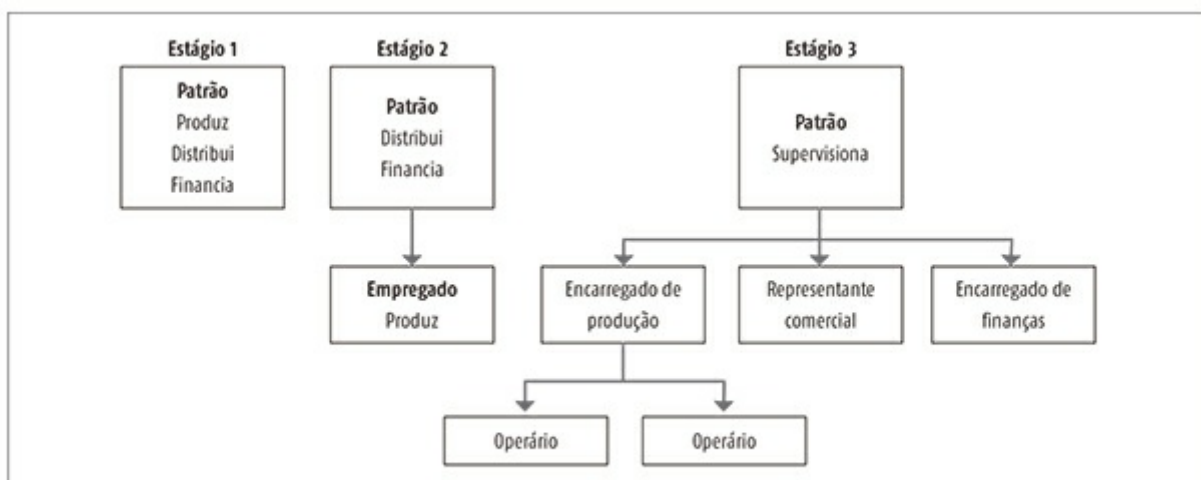 Estágio 1
Patrão
Produz
Distribui
Financia
Estágio 2
Patrão
Distribui
Financia
Empregado
Produz
Estágio 3
Patrão
Supervisiona
Encarregado de
produção
Representante
comercial
Encarregado de
finanças
Operário
Operário